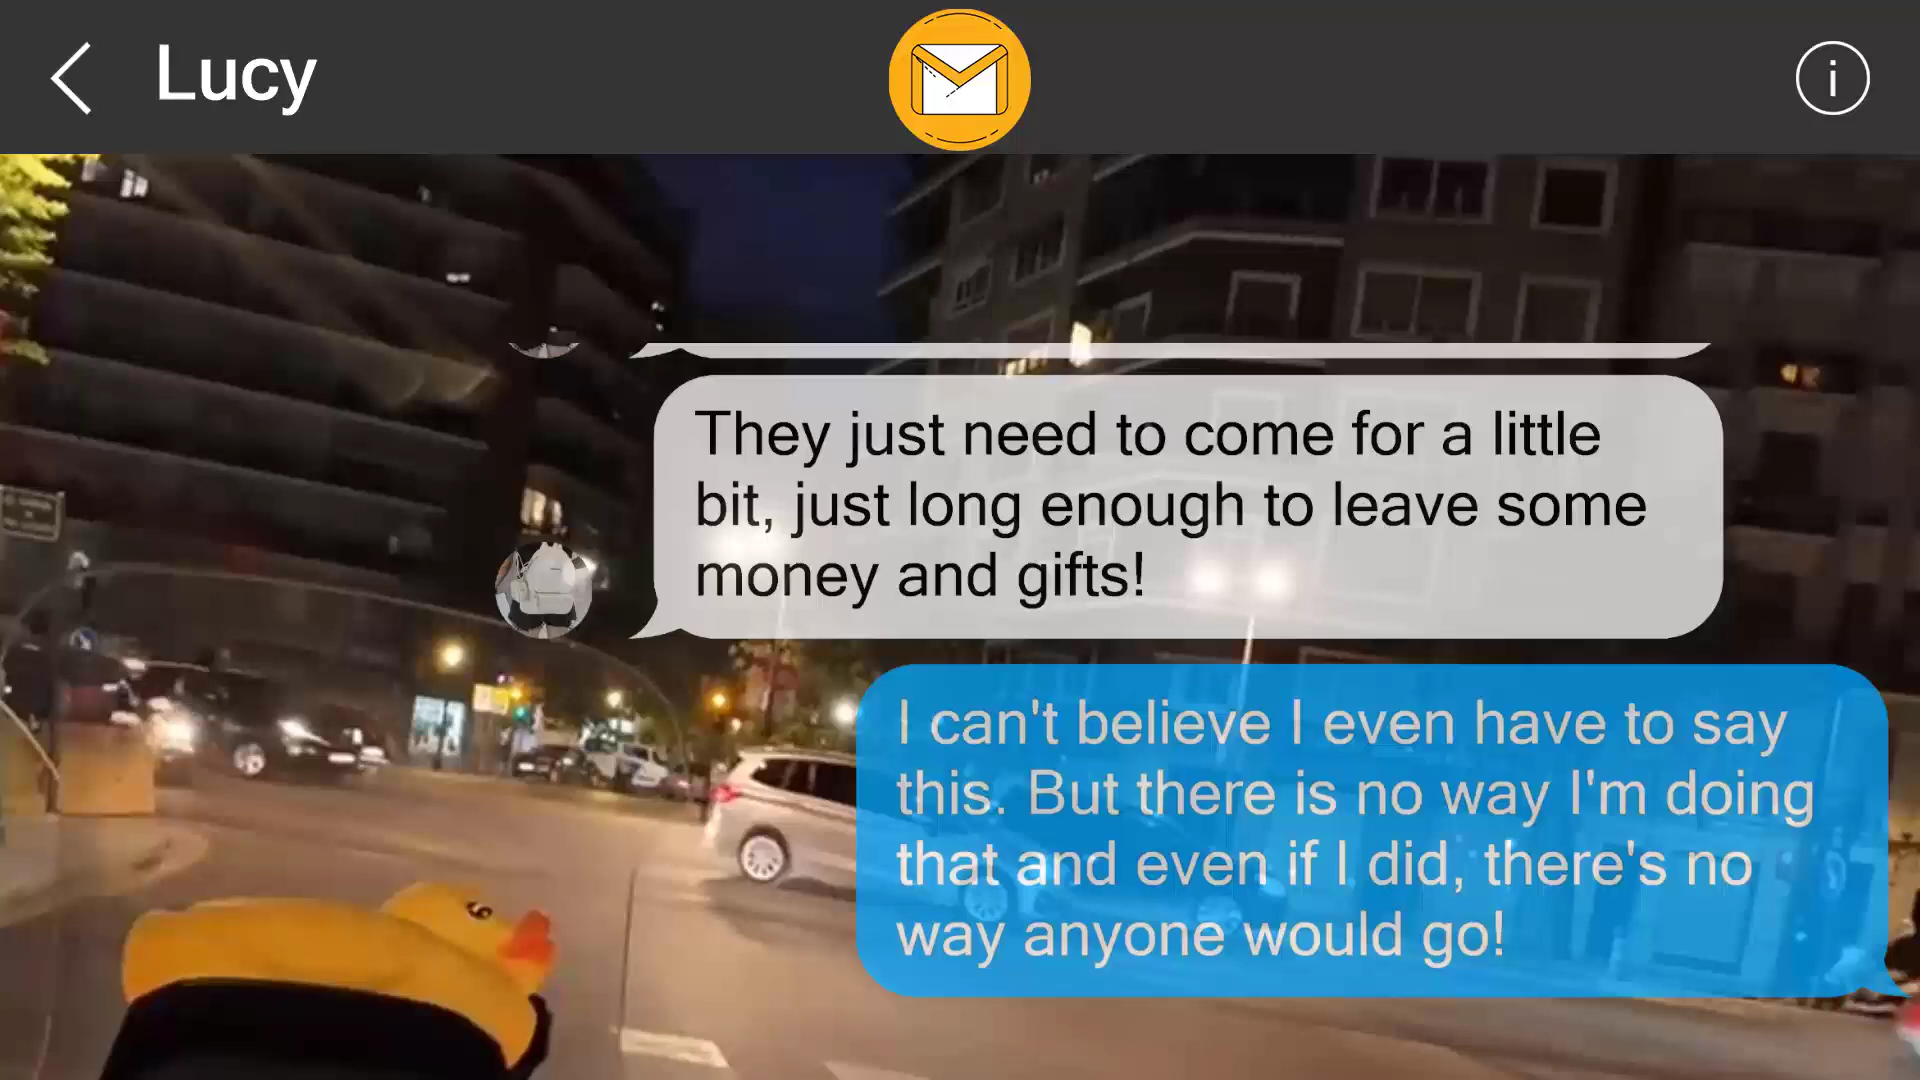 Lucy
They just need to come for a little
bit, just long enough to leave some
money and gifts!
I can't believe I even have to say
this. But there is no way I'm doing
that and even if I did, there's no
way anyone would go!